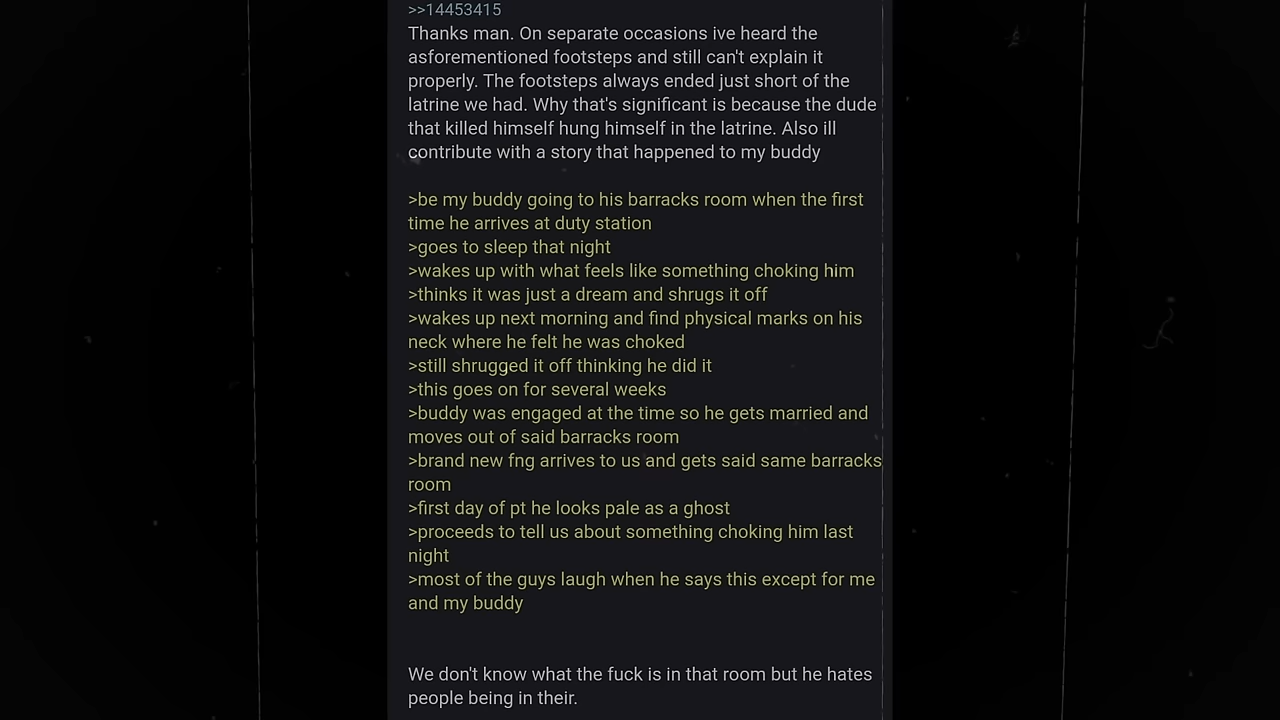 >>14453415
Thanks man. On separate occasions ive heard the
asforementioned footsteps and still can't explain it
properly. The footsteps always ended just short of the
latrine we had. Why that's significant is because the dude
that killed himself hung himself in the latrine. Also ill
contribute with a story that happened to my buddy
>be my buddy going to his barracks room when the first
time he arrives at duty station
>goes to sleep that night
>wakes up with what feels like something choking him
>thinks it was just a dream and shrugs it off
>wakes up next morning and find physical marks on his
neck where he felt he was choked
>still shrugged it off thinking he did it
>this goes on for several weeks
>buddy was engaged at the time so he gets married and
moves out of said barracks room
>brand new fng arrives to us and gets said same barracks
room
>first day of pt he looks pale as a ghost
>proceeds to tell us about something choking him last
night
>most of the guys laugh when he says this except for me
and my buddy
We don't know what the fuck is in that room but he hates
people being in their.